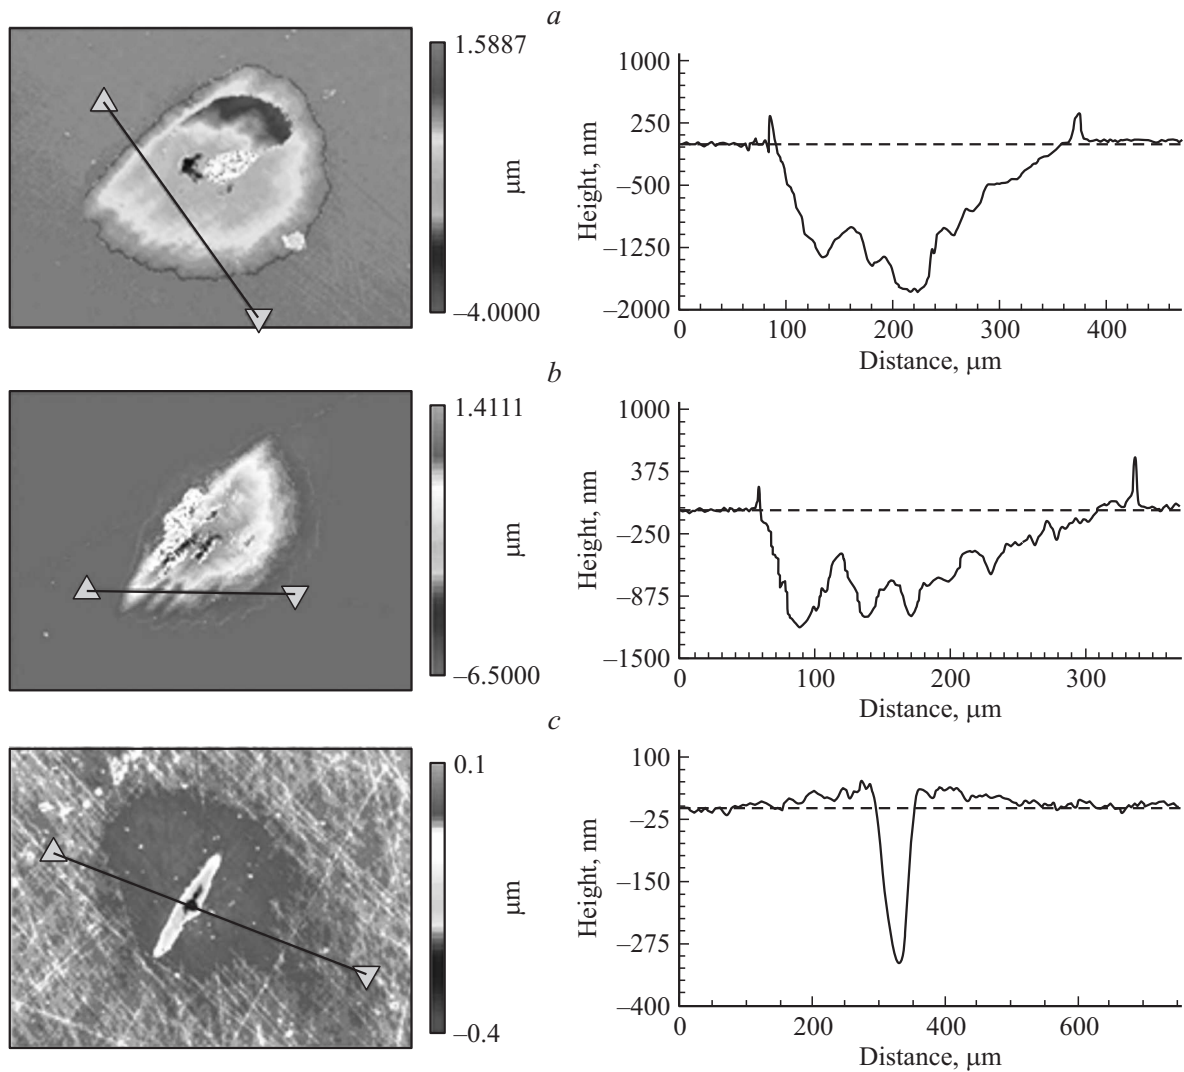 a
1.5887
μm
–4.0000
1000
250
–500
–1250
–2000
Height, nm
0 100 200 300 400
Distance, μm
b
1.4111
μm
–6.5000
1000
375
–250
–875
–1500
Height, nm
0 100 200 300
Distance, μm
c
0.1
μm
–0.4
100
–25
–150
–275
–400
Height, nm
0 200 400 600
Distance, μm